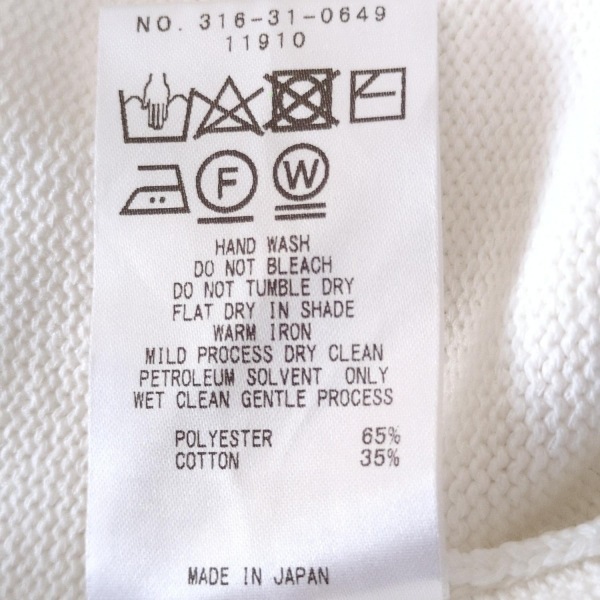 NO. 316-31-0649
11910
F W
HAND WASH
DO NOT BLEACH
DO NOT TUMBLE DRY
FLAT DRY IN SHADE
WARM IRON
MILD PROCESS DRY CLEAN
PETROLEUM SOLVENT ONLY
WET CLEAN GENTLE PROCESS
POLYESTER 65%
COTTON 35%
MADE IN JAPAN